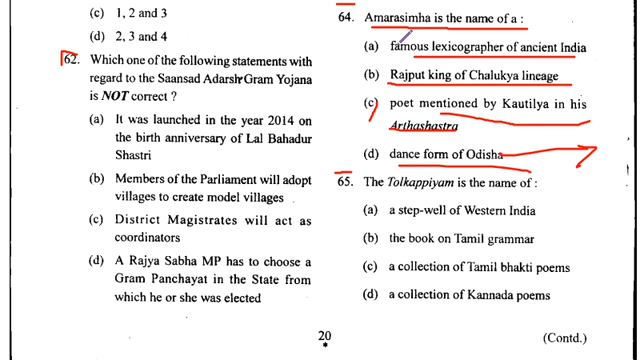 (c) 1, 2 and 3
(d) 2, 3 and 4
62. Which one of the following statements with
regard to the Saansad Adarsh Gram Yojana
is NOT correct ?
(a) It was launched in the year 2014 on
the birth anniversary of Lal Bahadur
Shastri
(b) Members of the Parliament will adopt
villages to create model villages
(c) District Magistrates will act as
coordinators
(d) A Rajya Sabha MP has to choose a
Gram Panchayat in the State from
which he or she was elected
64. Amarasimha is the name of a :
(a) famous lexicographer of ancient India
(b) Rajput king of Chalukya lineage
(c) poet mentioned by Kautilya in his
Arthashastra
(d) dance form of Odisha
65. The Tolkappiyam is the name of :
(a) a step-well of Western India
(b) the book on Tamil grammar
(c) a collection of Tamil bhakti poems
(d) a collection of Kannada poems
20
(Contd.)